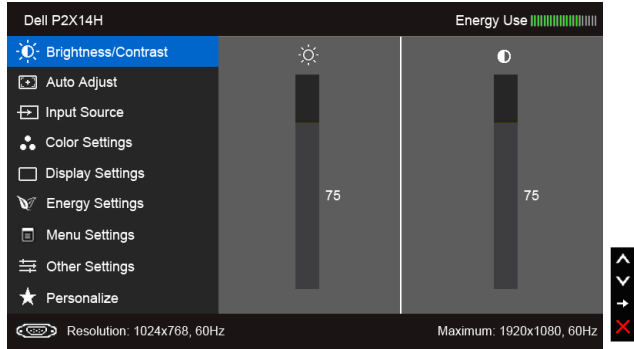 Dell P2X14H
Energy Use
Brightness/Contrast
Auto Adjust
Input Source
Color Settings
Display Settings
Energy Settings
Menu Settings
Other Settings
Personalize
75
75
Resolution: 1024x768, 60Hz
Maximum: 1920x1080, 60Hz